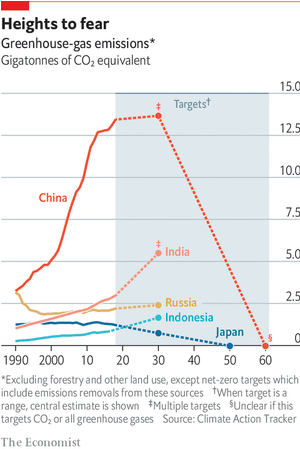 Heights to fear
Greenhouse-gas emissions*
Gigatonnes of CO₂ equivalent
15.0
Targets†
‡
12.5
China
10.0
7.5
‡
India
5.0
Russia
2.5
Indonesia
Japan
§
0
1990 2000 10 20 30 40 50 60
*Excluding forestry and other land use, except net-zero targets which
include emissions removals from these sources †When target is a
range, central estimate is shown ‡Multiple targets §Unclear if this
targets CO₂ or all greenhouse gases Source: Climate Action Tracker
The Economist